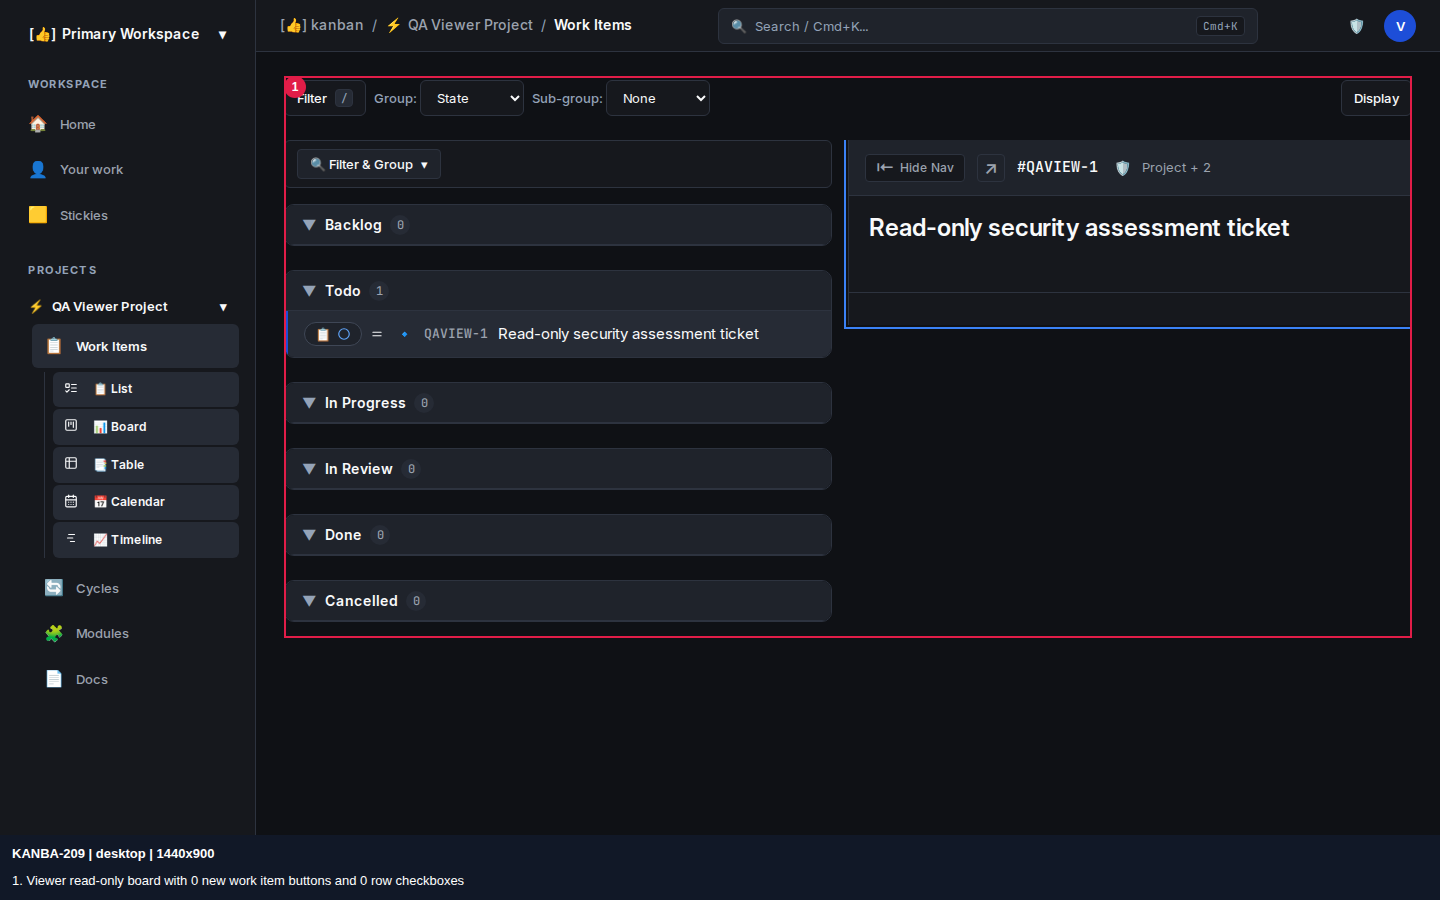 [👍] Primary Workspace ▼
WORKSPACE
🏠 Home
👤 Your work
🟨 Stickies
PROJECTS
⚡ QA Viewer Project ▼
📋 Work Items
📋 List
📊 Board
📑 Table
📅 Calendar
📈 Timeline
🔄 Cycles
🧩 Modules
📄 Docs
[👍] kanban / ⚡ QA Viewer Project / Work Items
🔍 Search / Cmd+K... Cmd+K
V
1
Filter / Group: State Sub-group: None Display
🔍 Filter & Group ▼
▼ Backlog 0
▼ Todo 1
QAVIEW-1 Read-only security assessment ticket
▼ In Progress 0
▼ In Review 0
▼ Done 0
▼ Cancelled 0
Hide Nav #QAVIEW-1 🛡️ Project + 2
Read-only security assessment ticket
KANBA-209 | desktop | 1440x900
1. Viewer read-only board with 0 new work item buttons and 0 row checkboxes